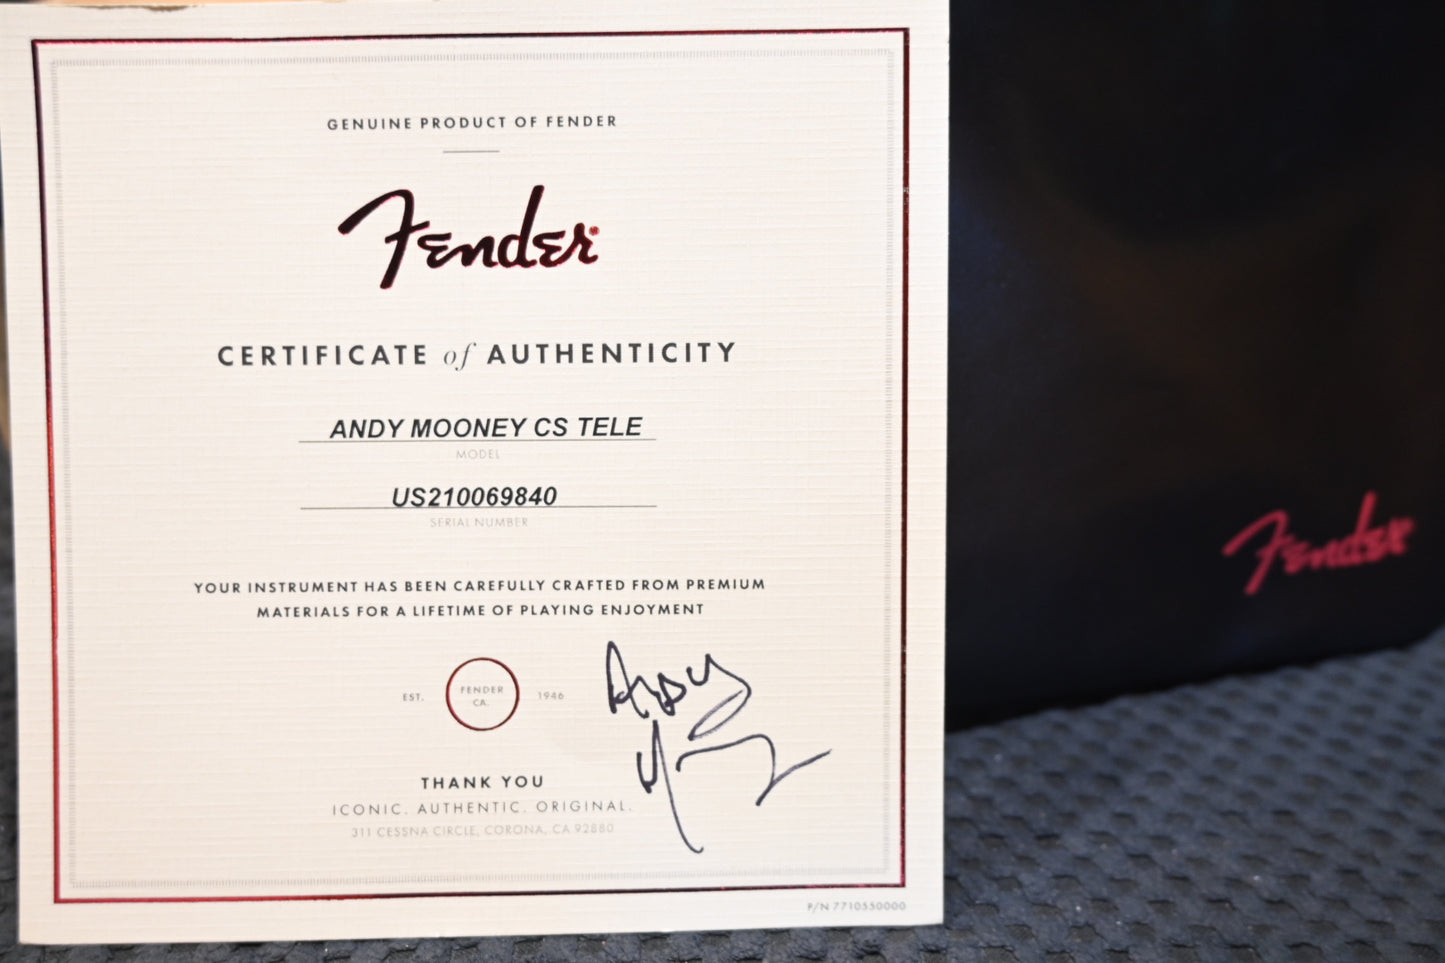 GENUINE PRODUCT OF FENDER
Fender®
CERTIFICATE of AUTHENTICITY
ANDY MOONEY CS TELE
MODEL
US210069840
SERIAL NUMBER
YOUR INSTRUMENT HAS BEEN CAREFULLY CRAFTED FROM PREMIUM
MATERIALS FOR A LIFETIME OF PLAYING ENJOYMENT
EST. FENDER CA. 1946
Andy
THANK YOU
ICONIC. AUTHENTIC. ORIGINAL.
311 CESSNA CIRCLE, CORONA, CA 92880
P/N 7710550000
Fender